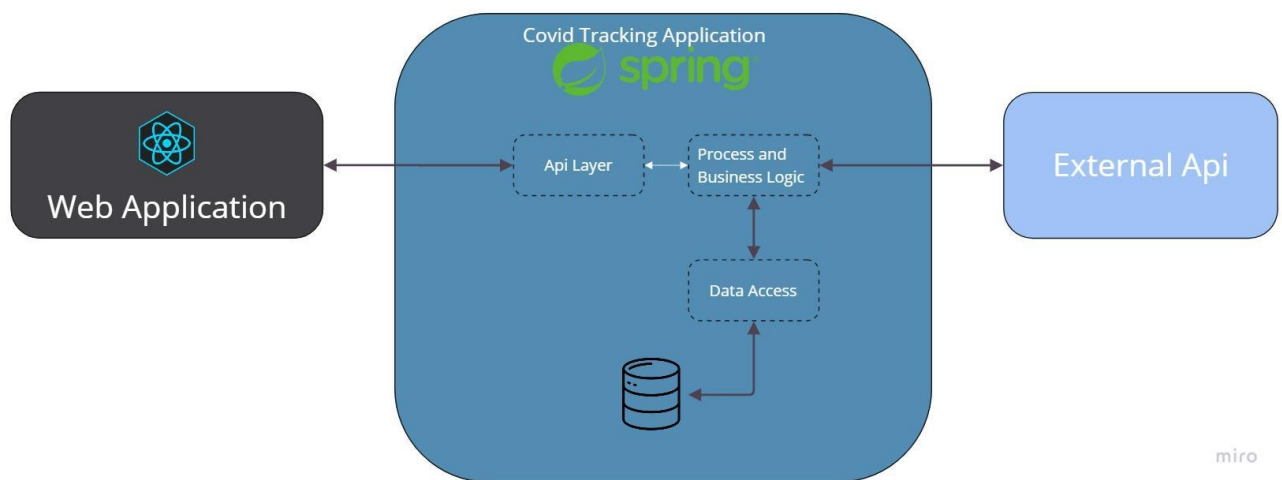 Covid Tracking Application
spring
Web Application
Api Layer
Process and
Business Logic
External Api
Data Access
miro